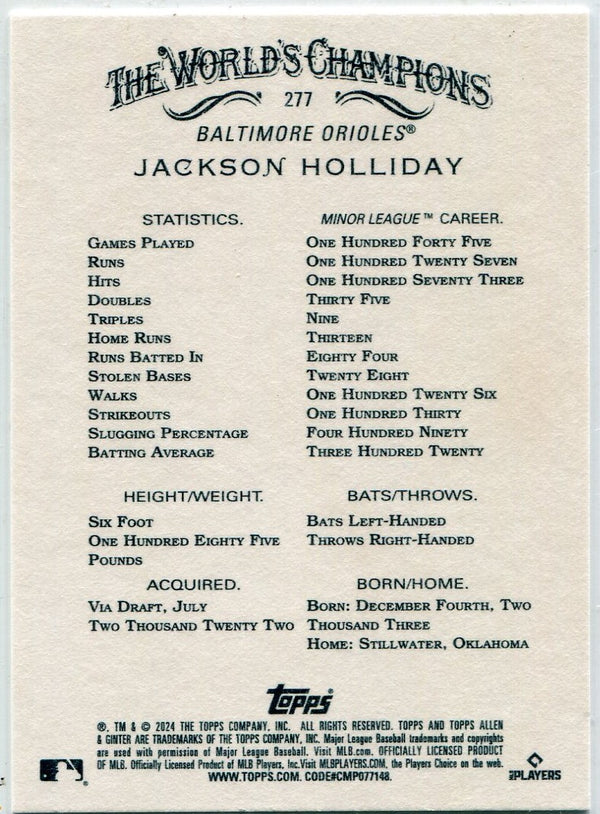 THE WORLD'S CHAMPIONS
277
BALTIMORE ORIOLES®
JACKSON HOLLIDAY
STATISTICS. MINOR LEAGUE™ CAREER.
GAMES PLAYED ONE HUNDRED FORTY FIVE
RUNS ONE HUNDRED TWENTY SEVEN
HITS ONE HUNDRED SEVENTY THREE
DOUBLES THIRTY FIVE
TRIPLES NINE
HOME RUNS THIRTEEN
RUNS BATTED IN EIGHTY FOUR
STOLEN BASES TWENTY EIGHT
WALKS ONE HUNDRED TWENTY SIX
STRIKEOUTS ONE HUNDRED THIRTY
SLUGGING PERCENTAGE FOUR HUNDRED NINETY
BATTING AVERAGE THREE HUNDRED TWENTY
HEIGHT/WEIGHT.
SIX FOOT
ONE HUNDRED EIGHTY FIVE
POUNDS
BATS/THROWS.
BATS LEFT-HANDED
THROWS RIGHT-HANDED
ACQUIRED.
VIA DRAFT, JULY
TWO THOUSAND TWENTY TWO
BORN/HOME.
BORN: DECEMBER FOURTH, TWO
THOUSAND THREE
HOME: STILLWATER, OKLAHOMA
topps®
®, TM & © 2024 THE TOPPS COMPANY, INC. ALL RIGHTS RESERVED. TOPPS AND TOPPS ALLEN
& GINTER ARE TRADEMARKS OF THE TOPPS COMPANY, INC. Major League Baseball trademarks and copyrights
are used with permission of Major League Baseball. Visit MLB.com. OFFICIALLY LICENSED PRODUCT
OF MLB. Officially Licensed Product of MLB Players, Inc. Visit MLBPLAYERS.COM, the Players Choice on the web.
WWW.TOPPS.COM. CODE#CMP077148.
MLB PLAYERS